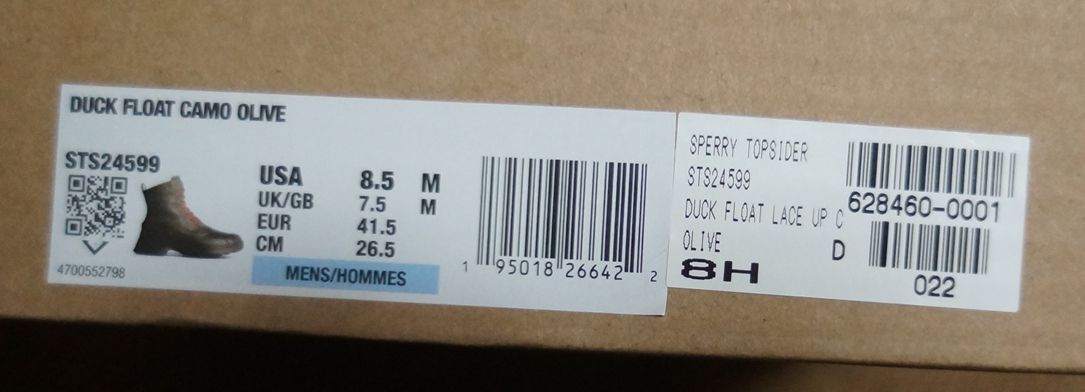 DUCK FLOAT CAMO OLIVE
STS24599
USA 8.5 M
UK/GB 7.5 M
EUR 41.5
CM 26.5
MENS/HOMMES
4700552798
1 95018 26642 2
SPERRY TOPSIDER
STS24599
DUCK FLOAT LACE UP C
OLIVE D
8H
628460-0001
022